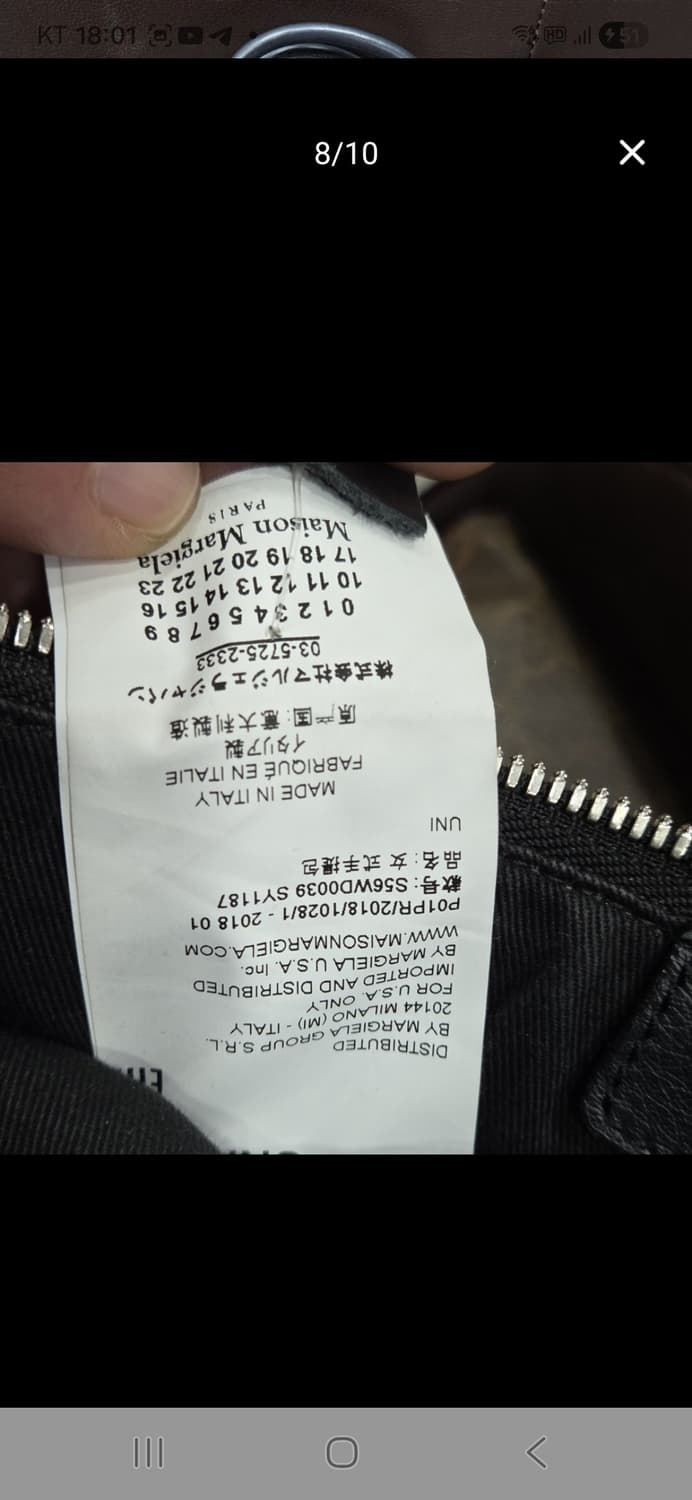 KT 18:01
HD
51
8/10
DISTRIBUTED
BY MARGIELA GROUP S.R.L.
20144 MILANO (MI) - ITALY
FOR U.S.A. ONLY
IMPORTED AND DISTRIBUTED
BY MARGIELA U.S.A. Inc.
WWW.MAISONMARGIELA.COM
P01PR/2018/1028/1 - 2018 01
款号: S56WD0039 SY1187
品名: 女式手提包
UNI
MADE IN ITALY
FABRIQUÉ EN ITALIE
イタリア製
原产国: 意大利製造
株式会社マルジェラジャパン
03-5725-2333
0 1 2 3 4 5 6 7 8 9
10 11 12 13 14 15 16
17 18 19 20 21 22 23
Maison Margiela
PARIS